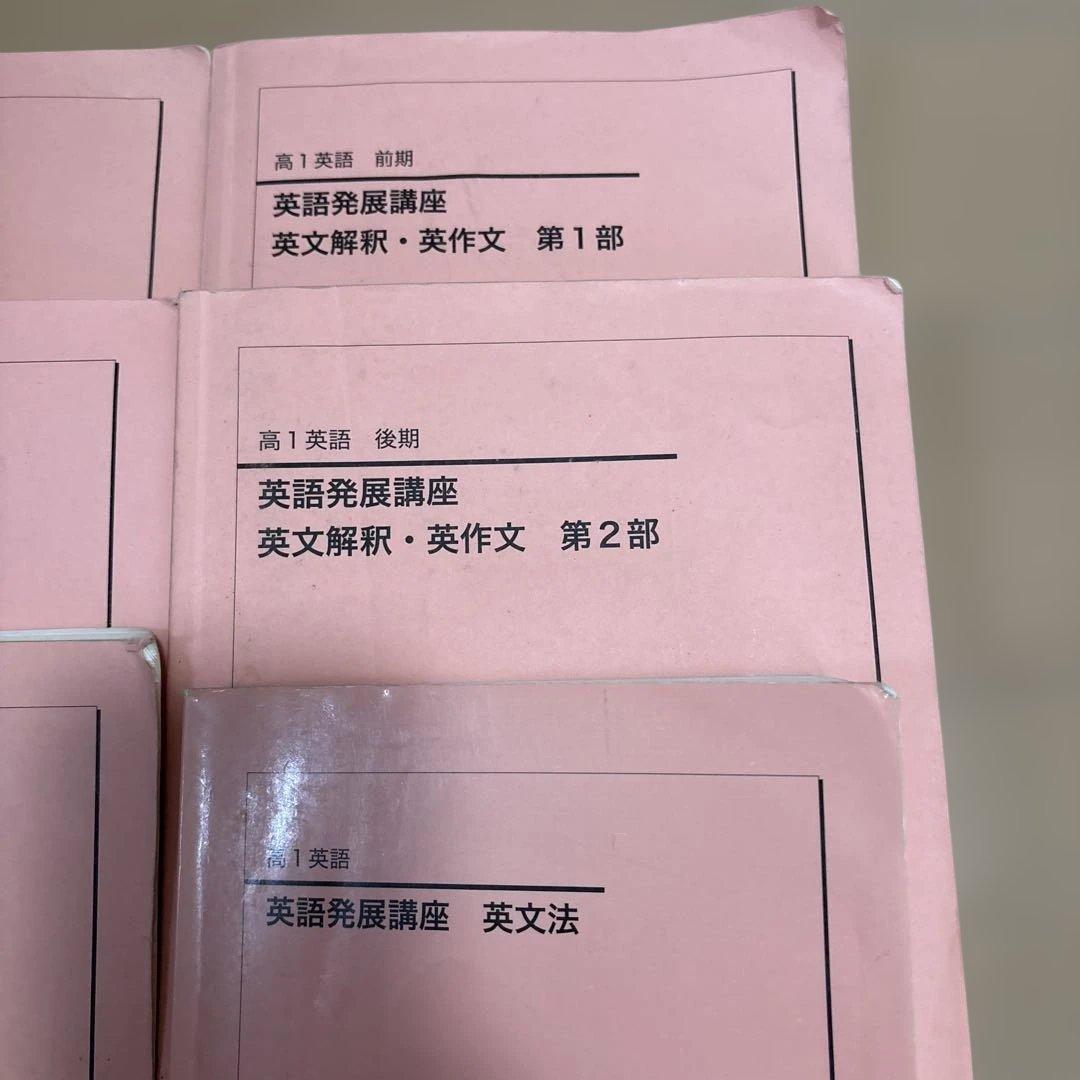 高1英語　前期
英語発展講座
英文解釈・英作文　第1部
高1英語　後期
英語発展講座
英文解釈・英作文　第2部
高1英語
英語発展講座　英文法